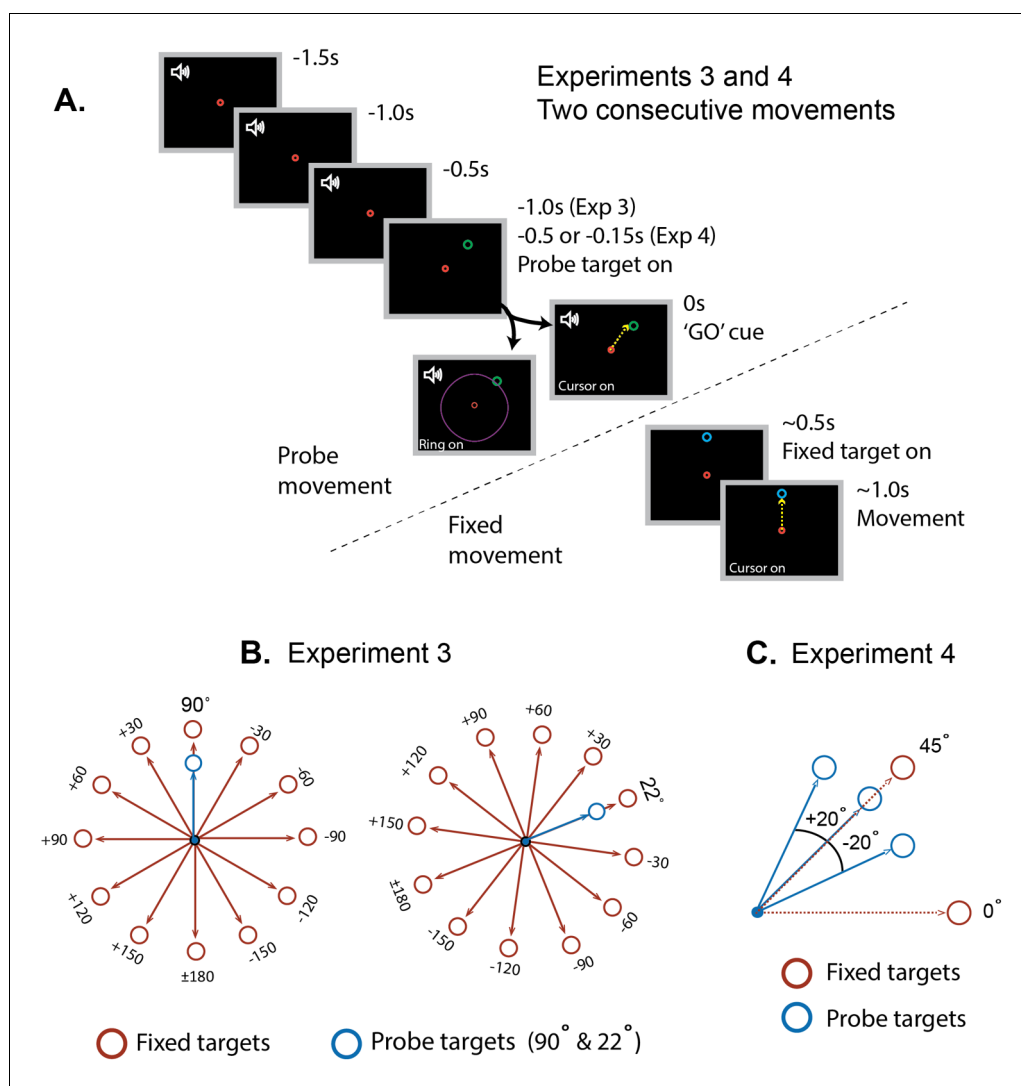 A.
Experiments 3 and 4
Two consecutive movements
-1.5s
-1.0s
-0.5s
-1.0s (Exp 3)
-0.5 or -0.15s (Exp 4)
Probe target on
0s
'GO' cue
Cursor on
Ring on
Probe
movement
Fixed
movement
~0.5s
Fixed target on
~1.0s
Movement
Cursor on
B. Experiment 3
90°
+30
-30
+60
-60
+90
-90
+120
-120
+150
-150
±180
+90
+60
+120
+30
22°
+150
-30
±180
-60
-150
-120
-90
Fixed targets
Probe targets (90° & 22°)
C. Experiment 4
45°
+20°
-20°
0°
Fixed targets
Probe targets